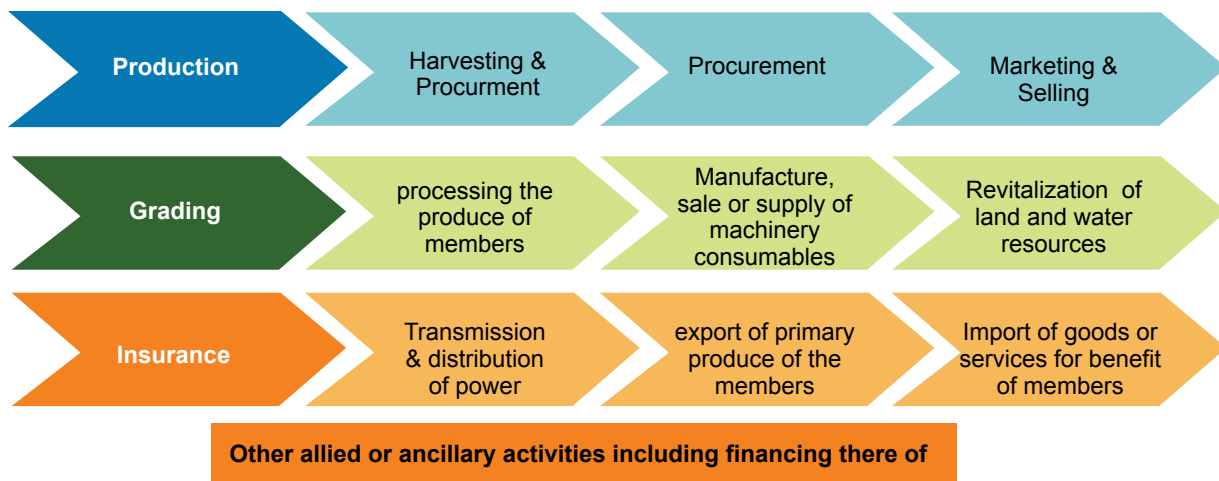 Production
Harvesting &
Procurment
Procurement
Marketing &
Selling
Grading
processing the
produce of
members
Manufacture,
sale or supply of
machinery
consumables
Revitalization of
land and water
resources
Insurance
Transmission
& distribution
of power
export of primary
produce of the
members
Import of goods or
services for benefit
of members
Other allied or ancillary activities including financing there of